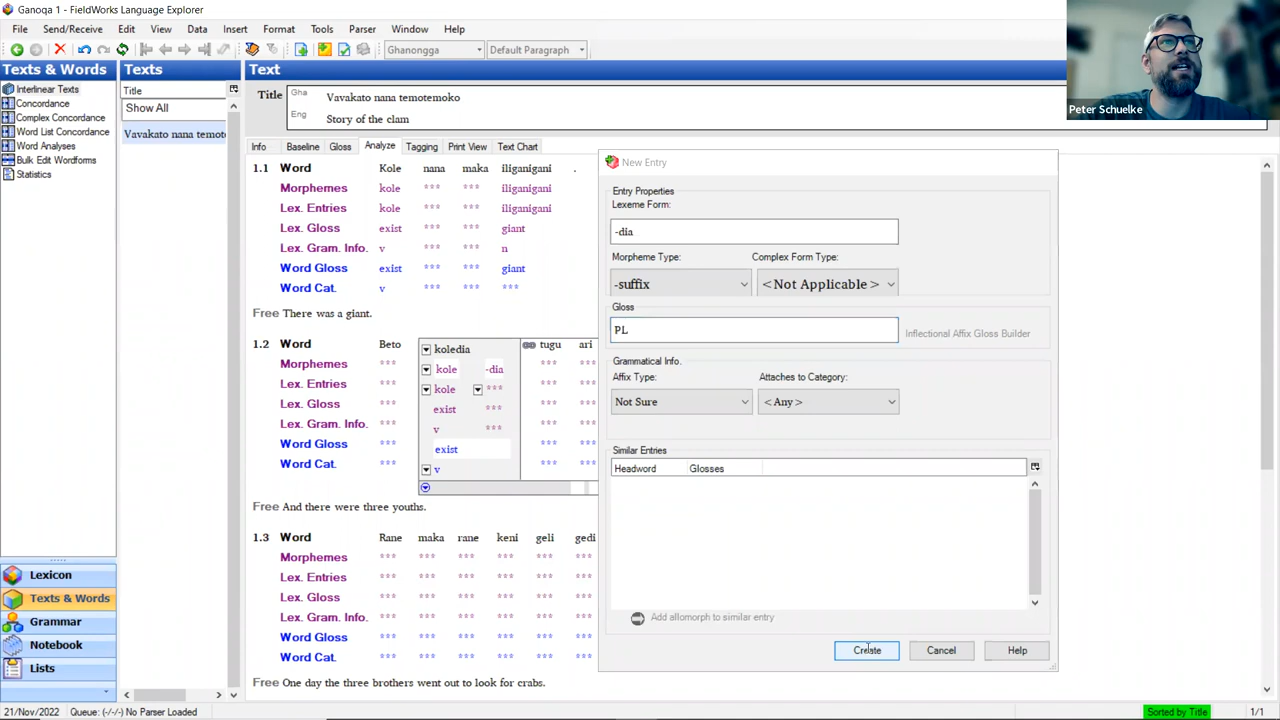 Ganoqa 1 - FieldWorks Language Explorer
File Send/Receive Edit View Data Insert Format Tools Parser Window Help
Ghanongga Default Paragraph
Texts & Words
Interlinear Texts
Concordance
Complex Concordance
Word List Concordance
Word Analyses
Bulk Edit Wordforms
Statistics
Lexicon
Texts & Words
Grammar
Notebook
Lists
Texts
Title
Show All
Vavakato nana temot
Text
Title Gha Vavakato nana temotemoko
Eng Story of the clam
Info Baseline Gloss Analyze Tagging Print View Text Chart
1.1 Word Kole nana maka iliganigani .
Morphemes kole *** *** iliganigani
Lex. Entries kole *** *** iliganigani
Lex. Gloss exist *** *** giant
Lex. Gram. Info. v *** *** n
Word Gloss exist *** *** giant
Word Cat. v *** *** ***
Free There was a giant.
1.2 Word Beto koledia tugu ari
Morphemes *** kole -dia *** ***
Lex. Entries *** kole *** *** ***
Lex. Gloss *** exist *** *** ***
Lex. Gram. Info. *** v *** *** ***
Word Gloss *** exist *** ***
Word Cat. *** v *** ***
Free And there were three youths.
1.3 Word Rane maka rane keni geli gedi
Morphemes *** *** *** *** *** ***
Lex. Entries *** *** *** *** *** ***
Lex. Gloss *** *** *** *** *** ***
Lex. Gram. Info. *** *** *** *** *** ***
Word Gloss *** *** *** *** *** ***
Word Cat. *** *** *** *** *** ***
Free One day the three brothers went out to look for crabs.
New Entry
Entry Properties
Lexeme Form:
-dia
Morpheme Type: Complex Form Type:
-suffix <Not Applicable>
Gloss
PL Inflectional Affix Gloss Builder
Grammatical Info.
Affix Type: Attaches to Category:
Not Sure <Any>
Similar Entries
Headword Glosses
Add allomorph to similar entry
Create Cancel Help
Peter Schuelke
21/Nov/2022 Queue: (-/-/-) No Parser Loaded Sorted by Title 1/1